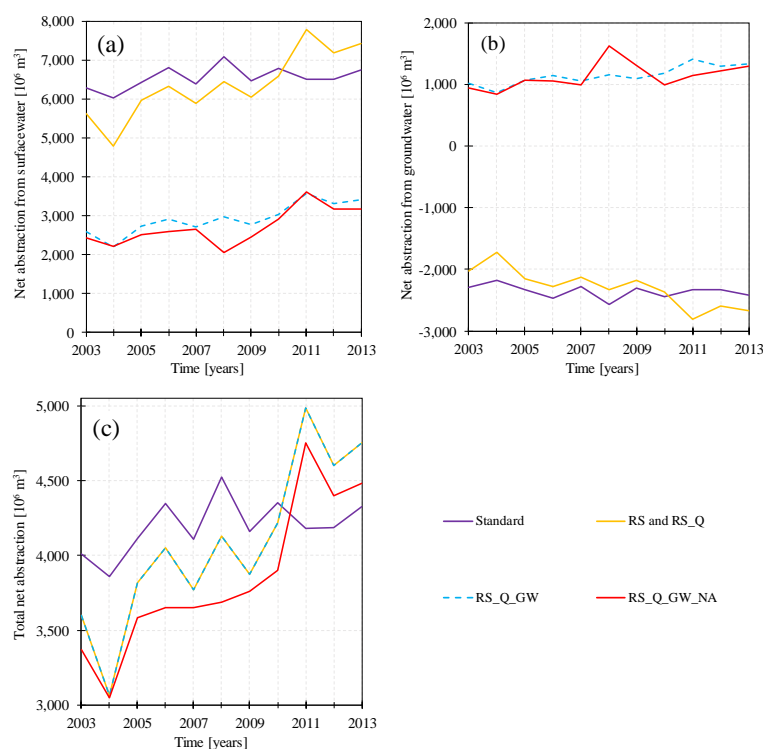 8,000
7,000
6,000
5,000
4,000
3,000
2,000
1,000
0
(a)
Net abstraction from surfacewater [10⁶ m³]
2003 2005 2007 2009 2011 2013
Time [years]
2,000
1,000
0
-1,000
-2,000
-3,000
(b)
Net abstraction from groundwater [10⁶ m³]
2003 2005 2007 2009 2011 2013
Time [years]
5,000
4,500
4,000
3,500
3,000
(c)
Total net abstraction [10⁶ m³]
2003 2005 2007 2009 2011 2013
Time [years]
Standard
RS and RS_Q
RS_Q_GW
RS_Q_GW_NA